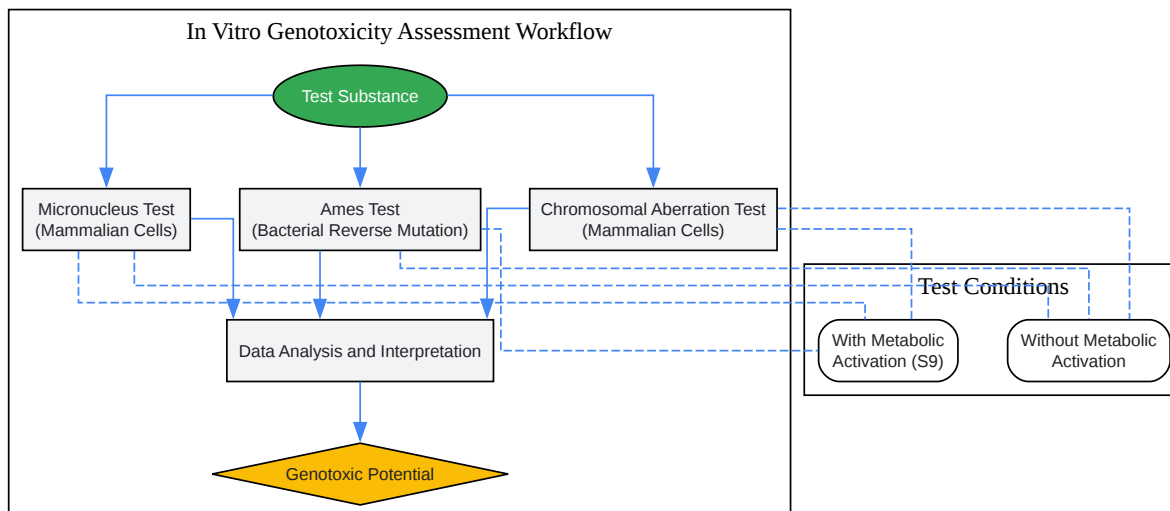 In Vitro Genotoxicity Assessment Workflow
Test Substance
Micronucleus Test
(Mammalian Cells)
Ames Test
(Bacterial Reverse Mutation)
Chromosomal Aberration Test
(Mammalian Cells)
Test Conditions
With Metabolic
Activation (S9)
Without Metabolic
Activation
Data Analysis and Interpretation
Genotoxic Potential